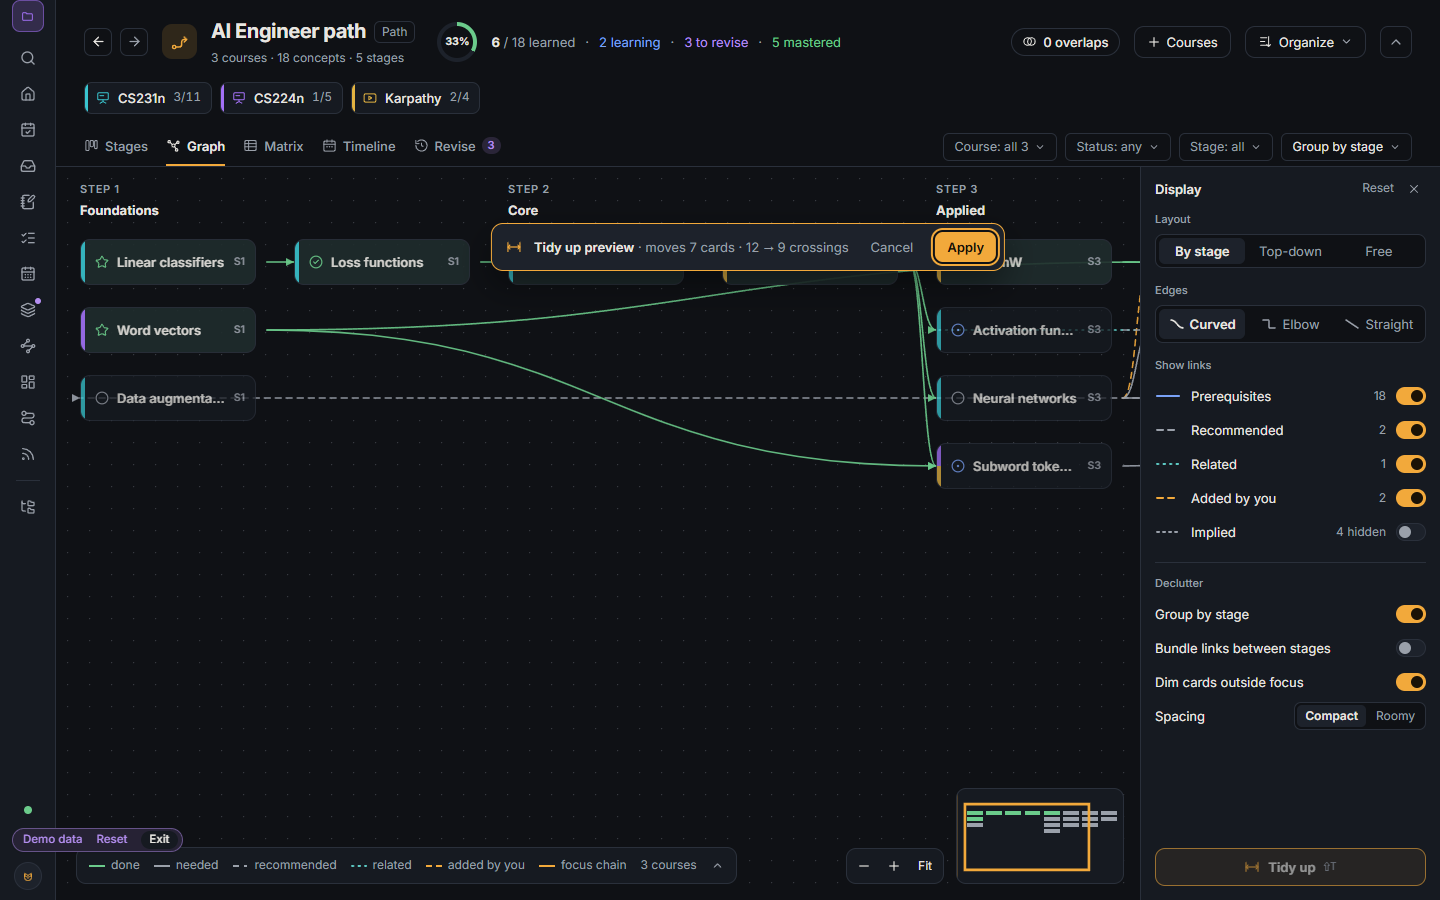 AI Engineer path
Path
3 courses · 18 concepts · 5 stages
33%
6 / 18 learned · 2 learning · 3 to revise · 5 mastered
0 overlaps
Courses
Organize
CS231n 3/11
CS224n 1/5
Karpathy 2/4
Stages
Graph
Matrix
Timeline
Revise 3
Course: all 3
Status: any
Stage: all
Group by stage
STEP 1
Foundations
STEP 2
Core
STEP 3
Applied
Tidy up preview · moves 7 cards · 12 → 9 crossings
Cancel
Apply
Linear classifiers S1
Loss functions S1
S3
Word vectors S1
Activation fun... S3
Data augmenta... S1
Neural networks S3
Subword toke... S3
Display
Reset
Layout
By stage
Top-down
Free
Edges
Curved
Elbow
Straight
Show links
Prerequisites 18
Recommended 2
Related 1
Added by you 2
Implied 4 hidden
Declutter
Group by stage
Bundle links between stages
Dim cards outside focus
Spacing
Compact
Roomy
Tidy up ⇧T
Demo data
Reset
Exit
done
needed
recommended
related
added by you
focus chain
3 courses
Fit